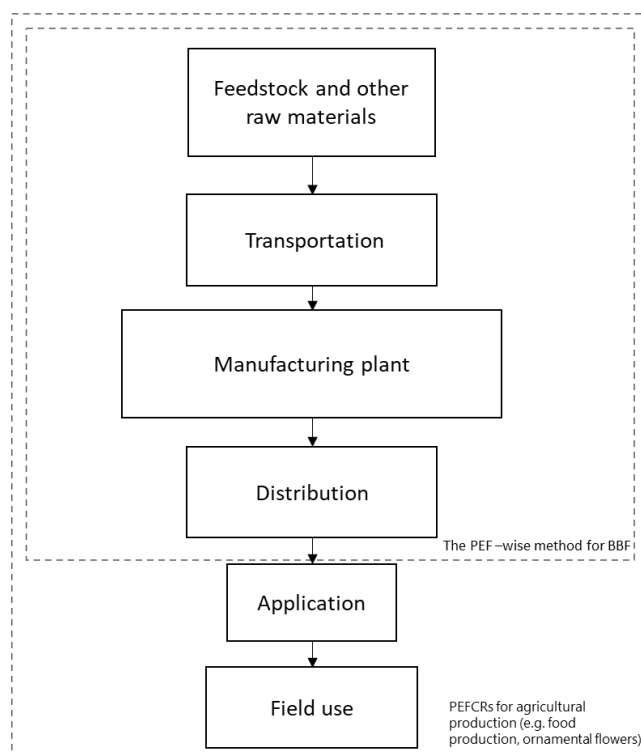 Feedstock and other
raw materials
Transportation
Manufacturing plant
Distribution
The PEF –wise method for BBF
Application
Field use
PEFCRs for agricultural
production (e.g. food
production, ornamental flowers)